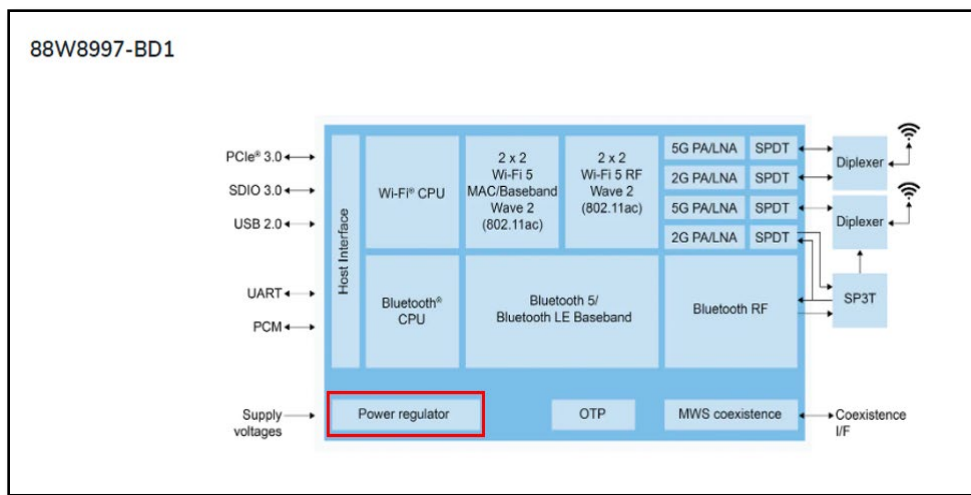 88W8997-BD1
PCIe® 3.0
SDIO 3.0
USB 2.0
UART
PCM
Supply
voltages
Host Interface
Wi-Fi® CPU
2 x 2
Wi-Fi 5
MAC/Baseband
Wave 2
(802.11ac)
2 x 2
Wi-Fi 5 RF
Wave 2
(802.11ac)
5G PA/LNA
SPDT
2G PA/LNA
SPDT
5G PA/LNA
SPDT
2G PA/LNA
SPDT
Diplexer
Diplexer
SP3T
Bluetooth®
CPU
Bluetooth 5/
Bluetooth LE Baseband
Bluetooth RF
Power regulator
OTP
MWS coexistence
Coexistence
I/F